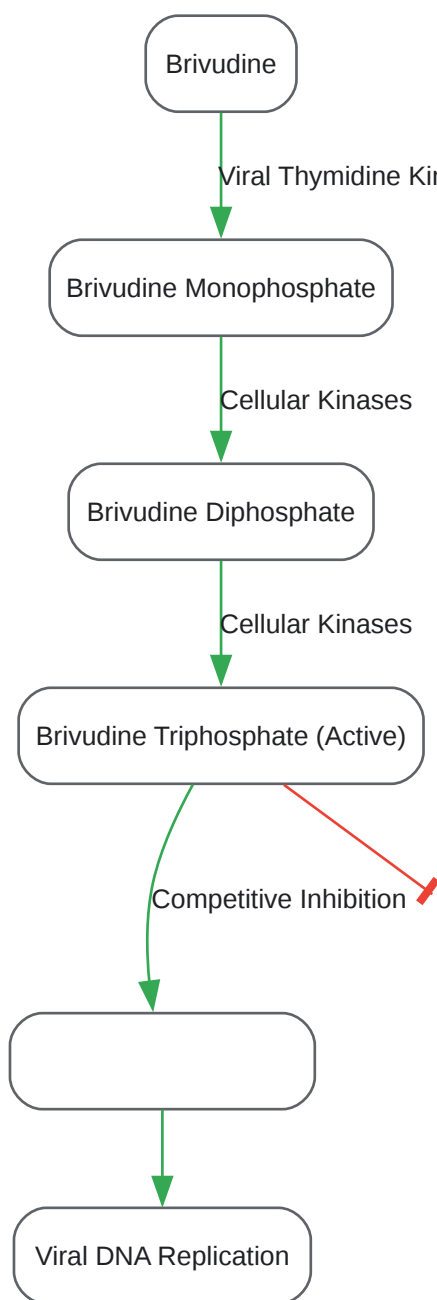 Brivudine
Viral Thymidine Kin
Brivudine Monophosphate
Cellular Kinases
Brivudine Diphosphate
Cellular Kinases
Brivudine Triphosphate (Active)
Competitive Inhibition
Viral DNA Replication